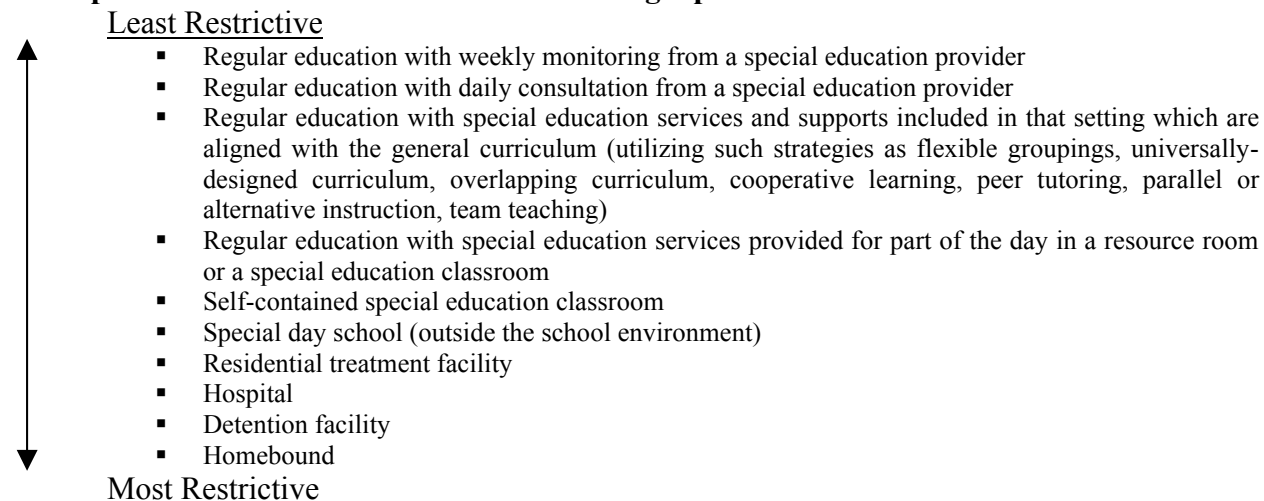 Least Restrictive
▪ Regular education with weekly monitoring from a special education provider
▪ Regular education with daily consultation from a special education provider
▪ Regular education with special education services and supports included in that setting which are
aligned with the general curriculum (utilizing such strategies as flexible groupings, universally-
designed curriculum, overlapping curriculum, cooperative learning, peer tutoring, parallel or
alternative instruction, team teaching)
▪ Regular education with special education services provided for part of the day in a resource room
or a special education classroom
▪ Self-contained special education classroom
▪ Special day school (outside the school environment)
▪ Residential treatment facility
▪ Hospital
▪ Detention facility
▪ Homebound
Most Restrictive